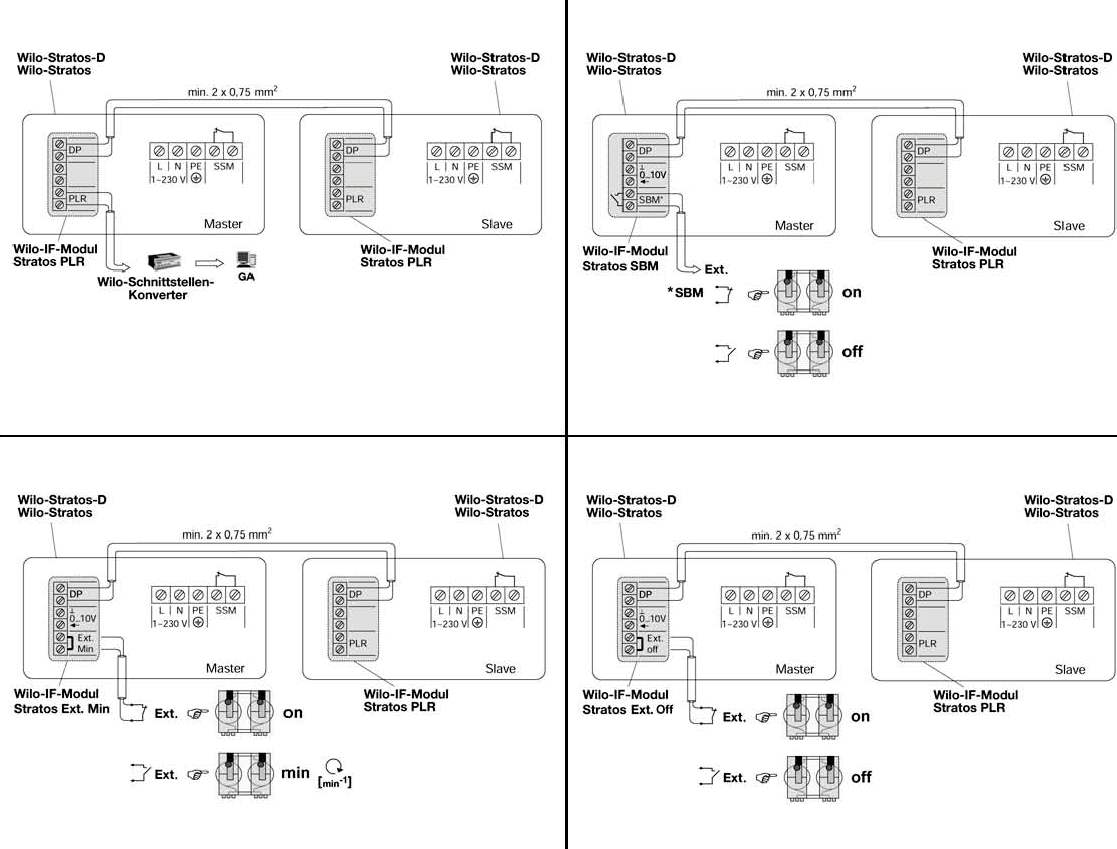 Wilo-Stratos-D
Wilo-Stratos
Wilo-Stratos-D
Wilo-Stratos
min. 2 x 0,75 mm²
DP
PLR
L N PE SSM
1~230 V
Master
DP
PLR
L N PE SSM
1~230 V
Slave
Wilo-IF-Modul
Stratos PLR
Wilo-IF-Modul
Stratos PLR
Wilo-Schnittstellen-
Konverter
GA
Wilo-Stratos-D
Wilo-Stratos
Wilo-Stratos-D
Wilo-Stratos
min. 2 x 0,75 mm²
DP
0...10V
SBM*
L N PE SSM
1~230 V
Master
DP
PLR
L N PE SSM
1~230 V
Slave
Wilo-IF-Modul
Stratos SBM
Wilo-IF-Modul
Stratos PLR
Ext.
*SBM on
off
Wilo-Stratos-D
Wilo-Stratos
Wilo-Stratos-D
Wilo-Stratos
min. 2 x 0,75 mm²
DP
0...10V
Ext.
Min
L N PE SSM
1~230 V
Master
DP
PLR
L N PE SSM
1~230 V
Slave
Wilo-IF-Modul
Stratos Ext. Min
Wilo-IF-Modul
Stratos PLR
Ext. on
Ext. min [min⁻¹]
Wilo-Stratos-D
Wilo-Stratos
Wilo-Stratos-D
Wilo-Stratos
min. 2 x 0,75 mm²
DP
0...10V
Ext.
off
L N PE SSM
1~230 V
Master
DP
PLR
L N PE SSM
1~230 V
Slave
Wilo-IF-Modul
Stratos Ext. Off
Wilo-IF-Modul
Stratos PLR
Ext. on
Ext. off